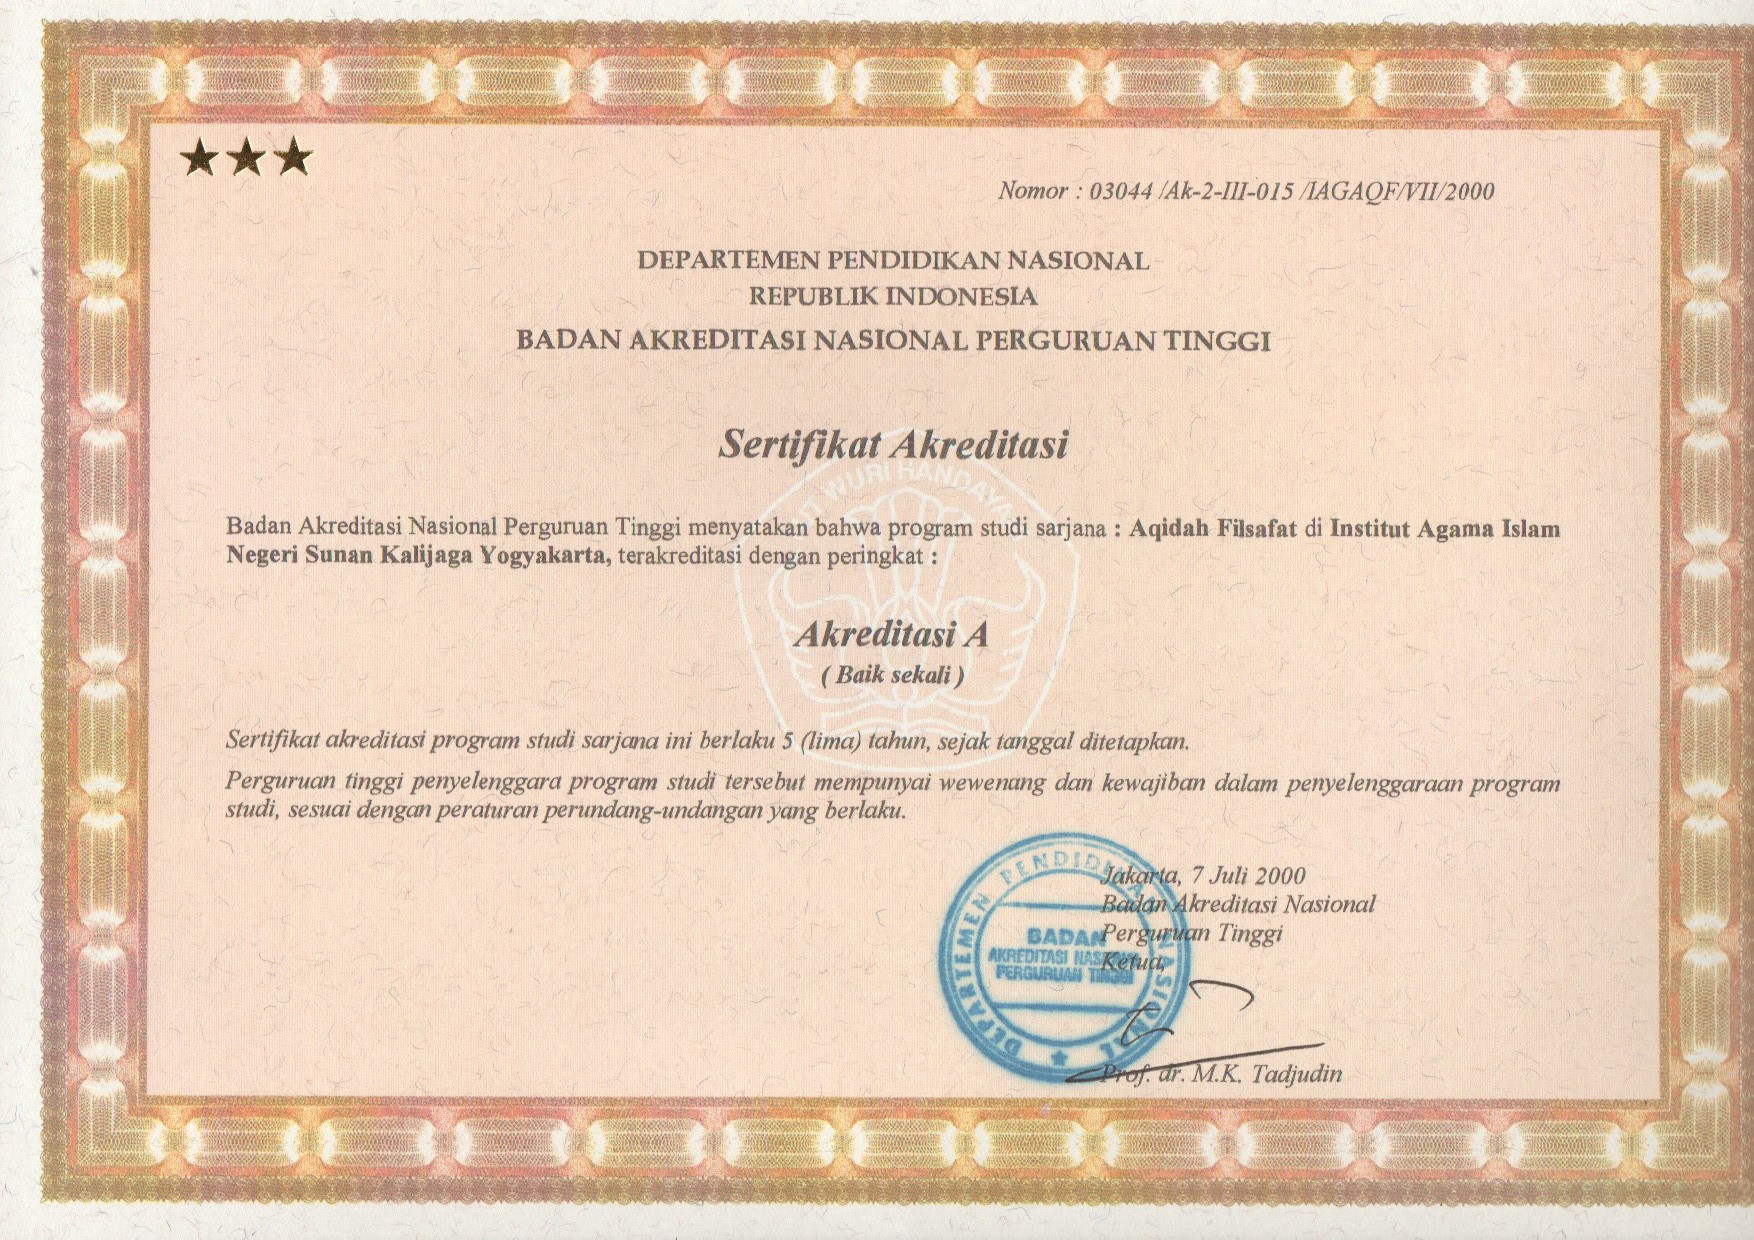 Nomor : 03044 /Ak-2-III-015 /IAGAQF/VII/2000
DEPARTEMEN PENDIDIKAN NASIONAL
REPUBLIK INDONESIA
BADAN AKREDITASI NASIONAL PERGURUAN TINGGI
Sertifikat Akreditasi
WURI HANDAYA
Badan Akreditasi Nasional Perguruan Tinggi menyatakan bahwa program studi sarjana : Aqidah Filsafat di Institut Agama Islam
Negeri Sunan Kalijaga Yogyakarta, terakreditasi dengan peringkat :
Akreditasi A
( Baik sekali )
Sertifikat akreditasi program studi sarjana ini berlaku 5 (lima) tahun, sejak tanggal ditetapkan.
Perguruan tinggi penyelenggara program studi tersebut mempunyai wewenang dan kewajiban dalam penyelenggaraan program
studi, sesuai dengan peraturan perundang-undangan yang berlaku.
Jakarta, 7 Juli 2000
Badan Akreditasi Nasional
Perguruan Tinggi
Ketua,
Prof. dr. M.K. Tadjudin
DEPARTEMEN PENDIDIKAN NASIONAL
BADAN
AKREDITASI NASIONAL
PERGURUAN TINGGI